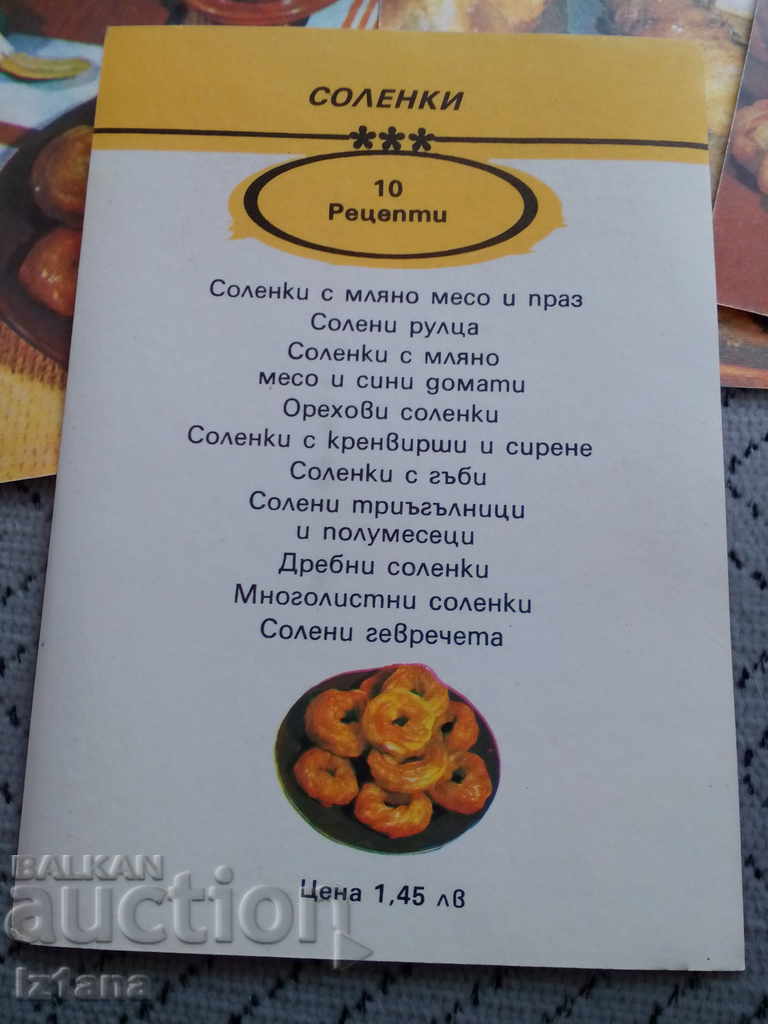 СОЛЕНКИ
***
10
Рецепти
Соленки с мляно месо и праз
Солени рулца
Соленки с мляно
месо и сини домати
Орехови соленки
Соленки с кренвирши и сирене
Соленки с гъби
Солени триъгълници
и полумесеци
Дребни соленки
Многолистни соленки
Солени гевречета
Цена 1,45 лв
BALKAN
auction
Iztana